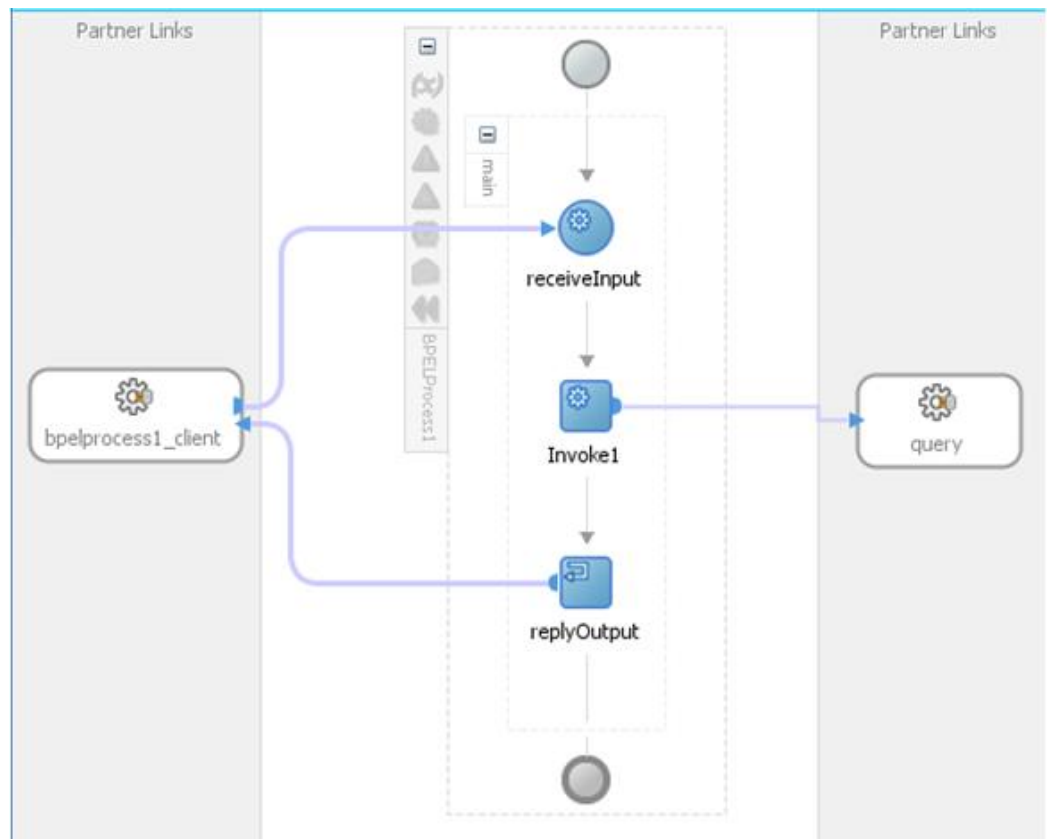 Partner Links
Partner Links
main
receiveInput
BPELProcess1
bpelprocess1_client
Invoke1
query
replyOutput